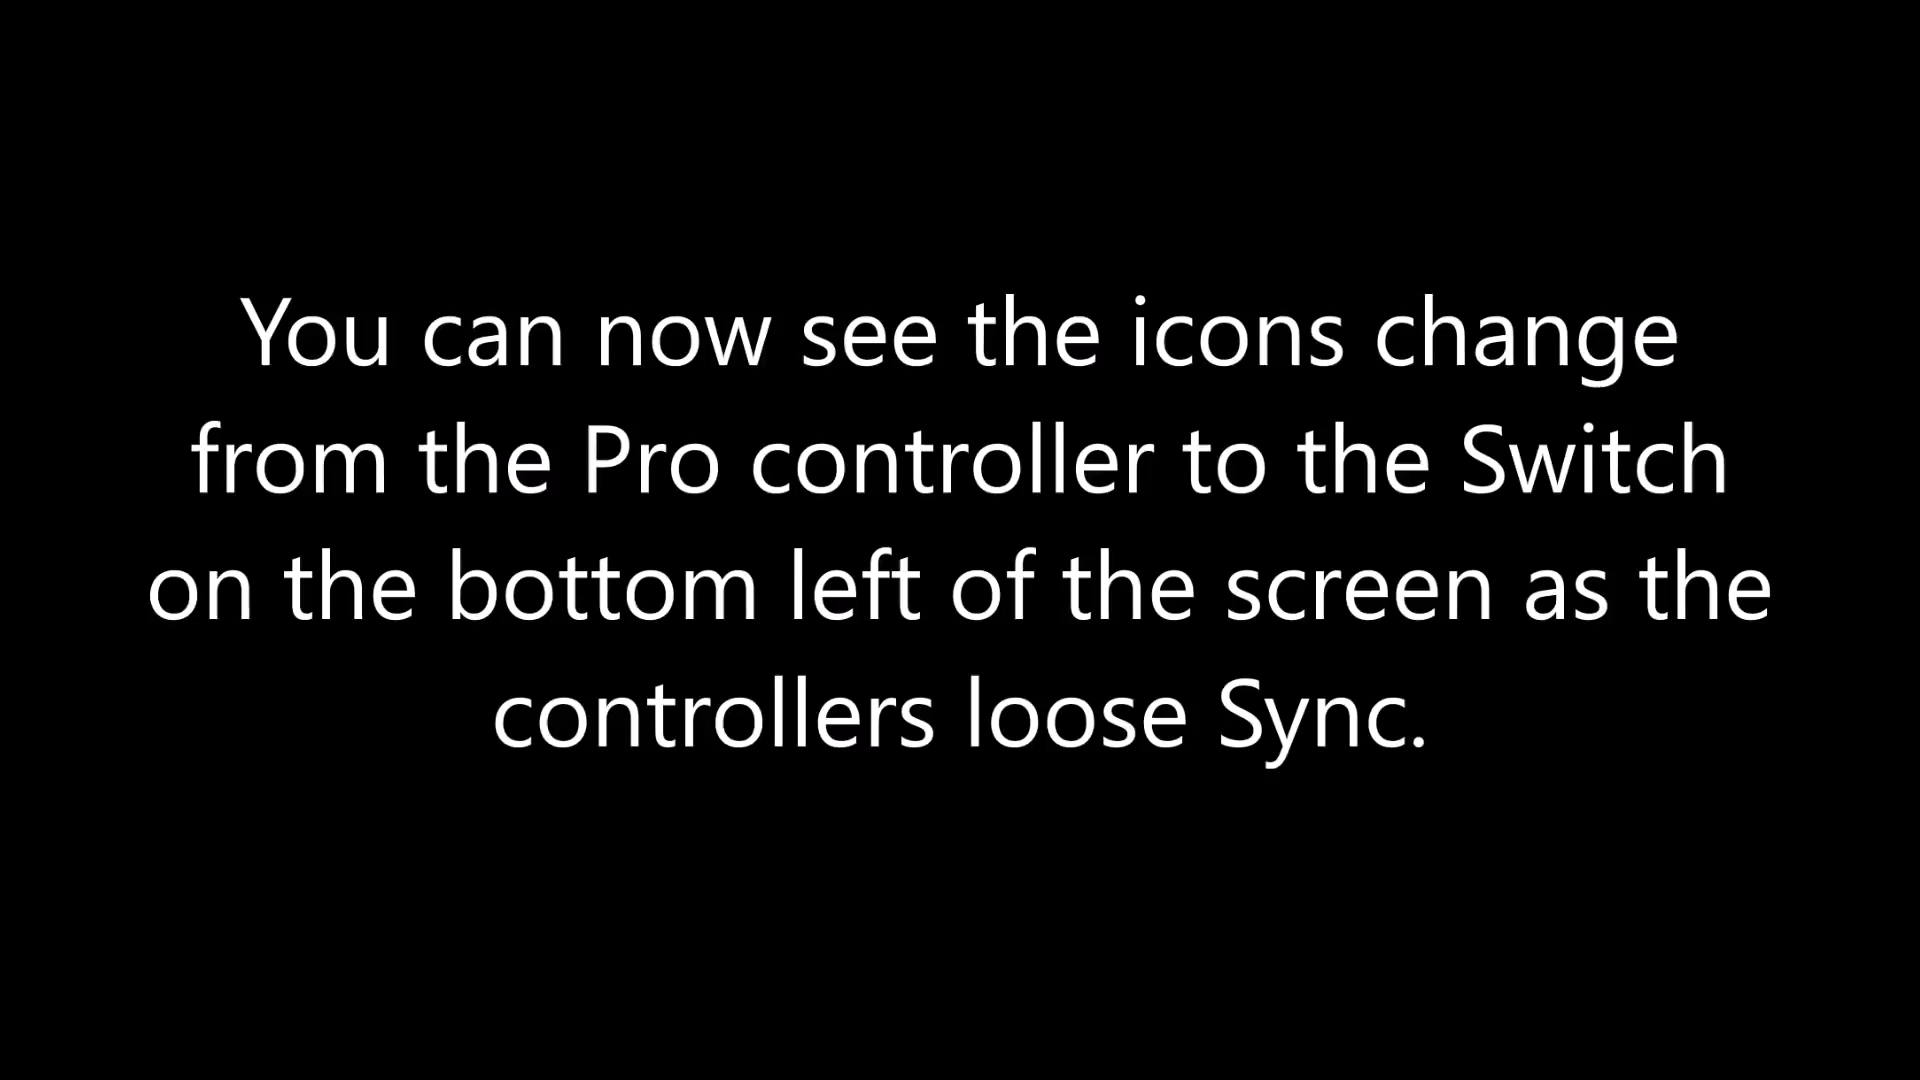 You can now see the icons change
from the Pro controller to the Switch
on the bottom left of the screen as the
controllers loose Sync.